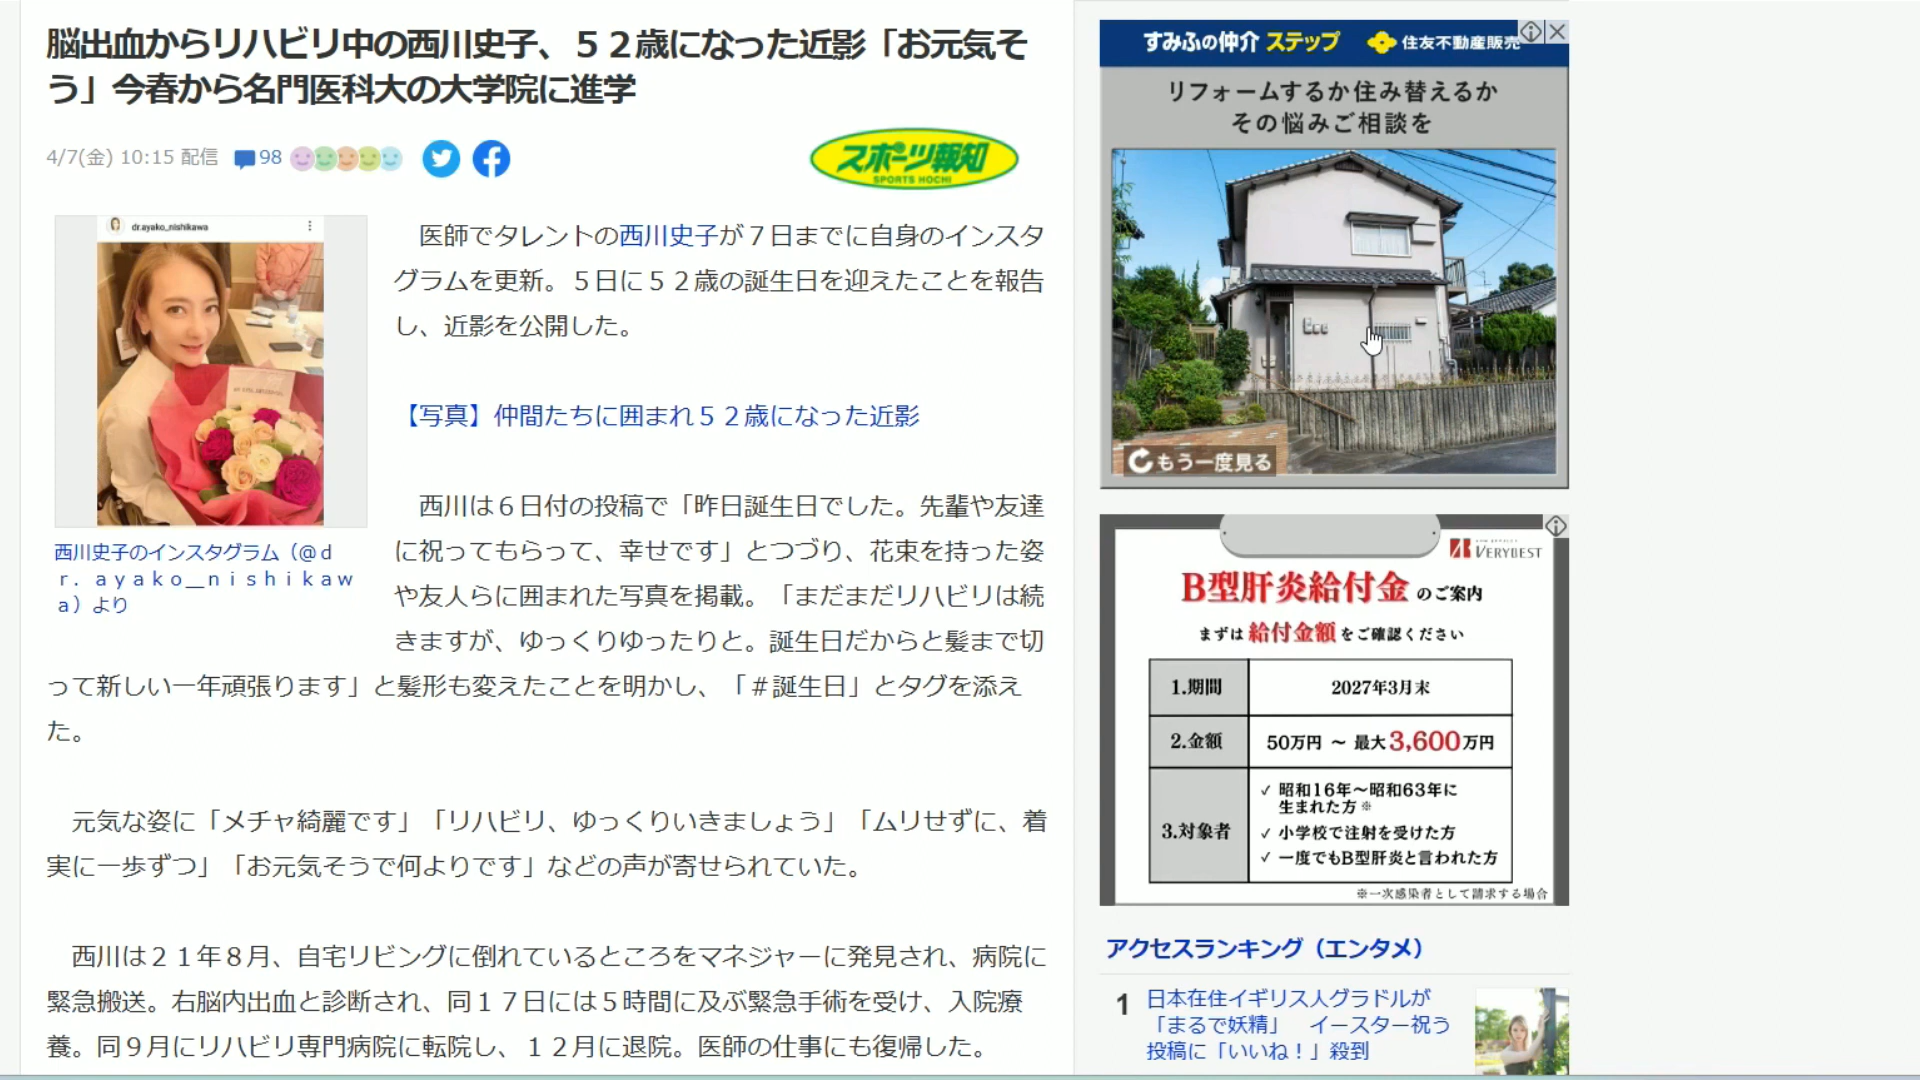 脳出血からリハビリ中の西川史子、５２歳になった近影「お元気そ
う」今春から名門医科大の大学院に進学
4/7(金) 10:15 配信
98
スポーツ報知
SPORTS HOCHI
dr.ayako_nishikawa
西川史子のインスタグラム（＠ｄ
ｒ．ａｙａｋｏ＿ｎｉｓｈｉｋａｗ
ａ）より
医師でタレントの西川史子が７日までに自身のインスタ
グラムを更新。５日に５２歳の誕生日を迎えたことを報告
し、近影を公開した。
【写真】仲間たちに囲まれ５２歳になった近影
西川は６日付の投稿で「昨日誕生日でした。先輩や友達
に祝ってもらって、幸せです」とつづり、花束を持った姿
や友人らに囲まれた写真を掲載。「まだまだリハビリは続
きますが、ゆっくりゆったりと。誕生日だからと髪まで切
って新しい一年頑張ります」と髪形も変えたことを明かし、「＃誕生日」とタグを添え
た。
元気な姿に「メチャ綺麗です」「リハビリ、ゆっくりいきましょう」「ムリせずに、着
実に一歩ずつ」「お元気そうで何よりです」などの声が寄せられていた。
西川は２１年８月、自宅リビングに倒れているところをマネジャーに発見され、病院に
緊急搬送。右脳内出血と診断され、同１７日には５時間に及ぶ緊急手術を受け、入院療
養。同９月にリハビリ専門病院に転院し、１２月に退院。医師の仕事にも復帰した。
すみふの仲介 ステップ 住友不動産販売
リフォームするか住み替えるか
その悩みご相談を
もう一度見る
VERYBEST
B型肝炎給付金 のご案内
まずは 給付金額 をご確認ください
1.期間 2027年3月末
2.金額 50万円 ～ 最大3,600万円
3.対象者
✓ 昭和16年～昭和63年に
生まれた方※
✓ 小学校で注射を受けた方
✓ 一度でもB型肝炎と言われた方
※一次感染者として請求する場合
アクセスランキング（エンタメ）
1 日本在住イギリス人グラドルが
「まるで妖精」 イースター祝う
投稿に「いいね！」殺到